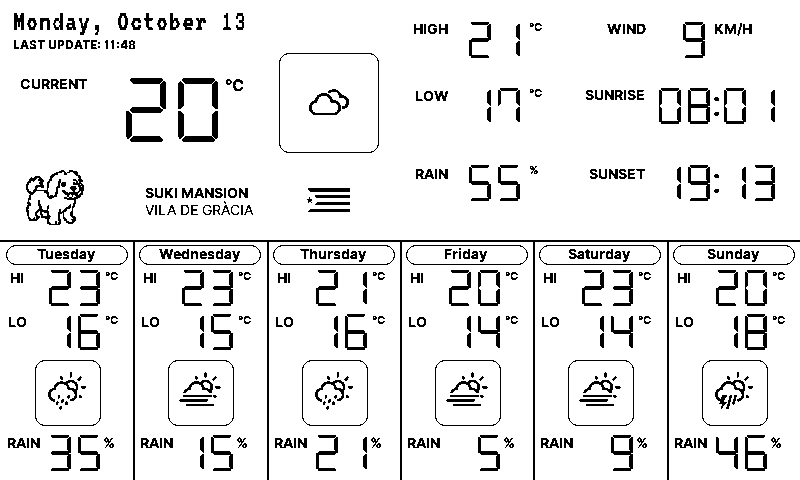 Monday, October 13
LAST UPDATE: 11:48
CURRENT 20 °C
HIGH 21 °C
LOW 17 °C
RAIN 55 %
WIND 9 KM/H
SUNRISE 08:01
SUNSET 19:13
SUKI MANSION
VILA DE GRÀCIA
Tuesday
HI 23 °C
LO 16 °C
RAIN 35 %
Wednesday
HI 23 °C
LO 15 °C
RAIN 15 %
Thursday
HI 21 °C
LO 16 °C
RAIN 21 %
Friday
HI 20 °C
LO 14 °C
RAIN 5 %
Saturday
HI 23 °C
LO 14 °C
RAIN 9 %
Sunday
HI 20 °C
LO 18 °C
RAIN 46 %